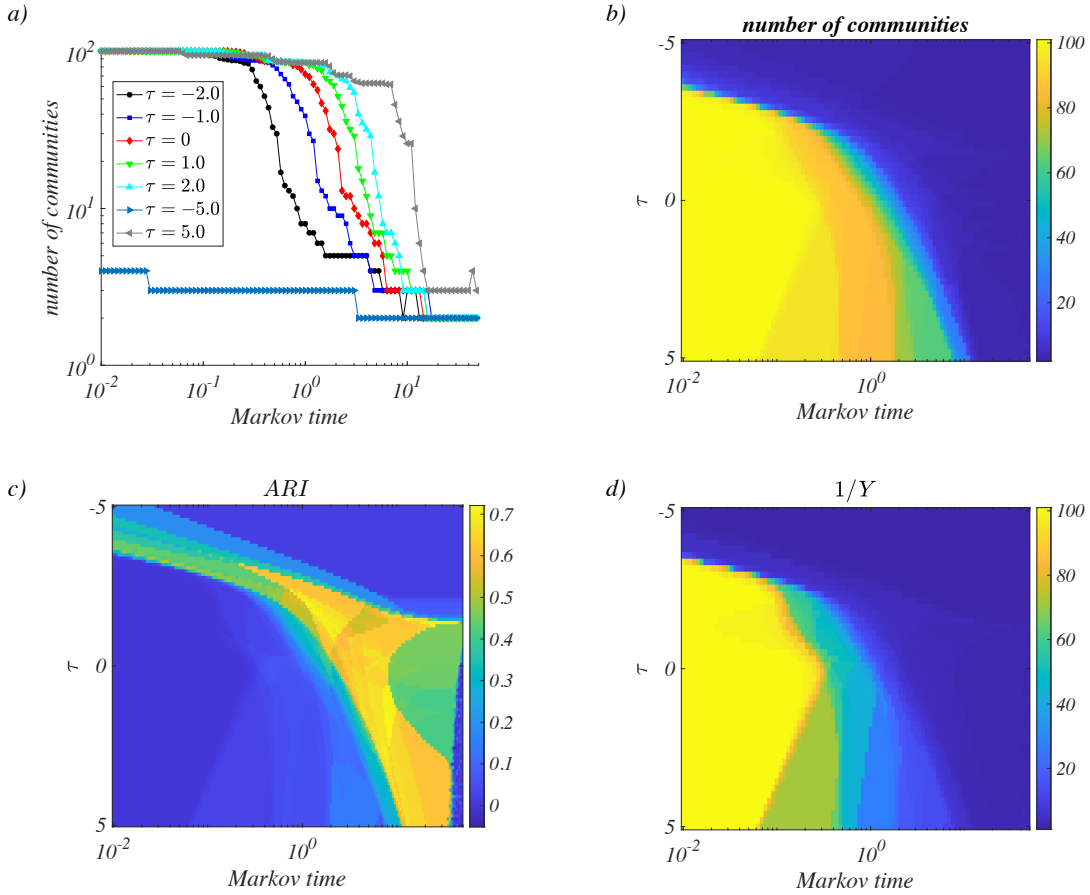 a)
10^2
10^1
10^0
number of communities
τ = −2.0
τ = −1.0
τ = 0
τ = 1.0
τ = 2.0
τ = −5.0
τ = 5.0
10^-2
10^-1
10^0
10^1
Markov time
b)
number of communities
-5
0
5
τ
10^-2
10^0
Markov time
100
80
60
40
20
c)
ARI
-5
0
5
τ
10^-2
10^0
Markov time
0.7
0.6
0.5
0.4
0.3
0.2
0.1
0
d)
1/Y
-5
0
5
τ
10^-2
10^0
Markov time
100
80
60
40
20